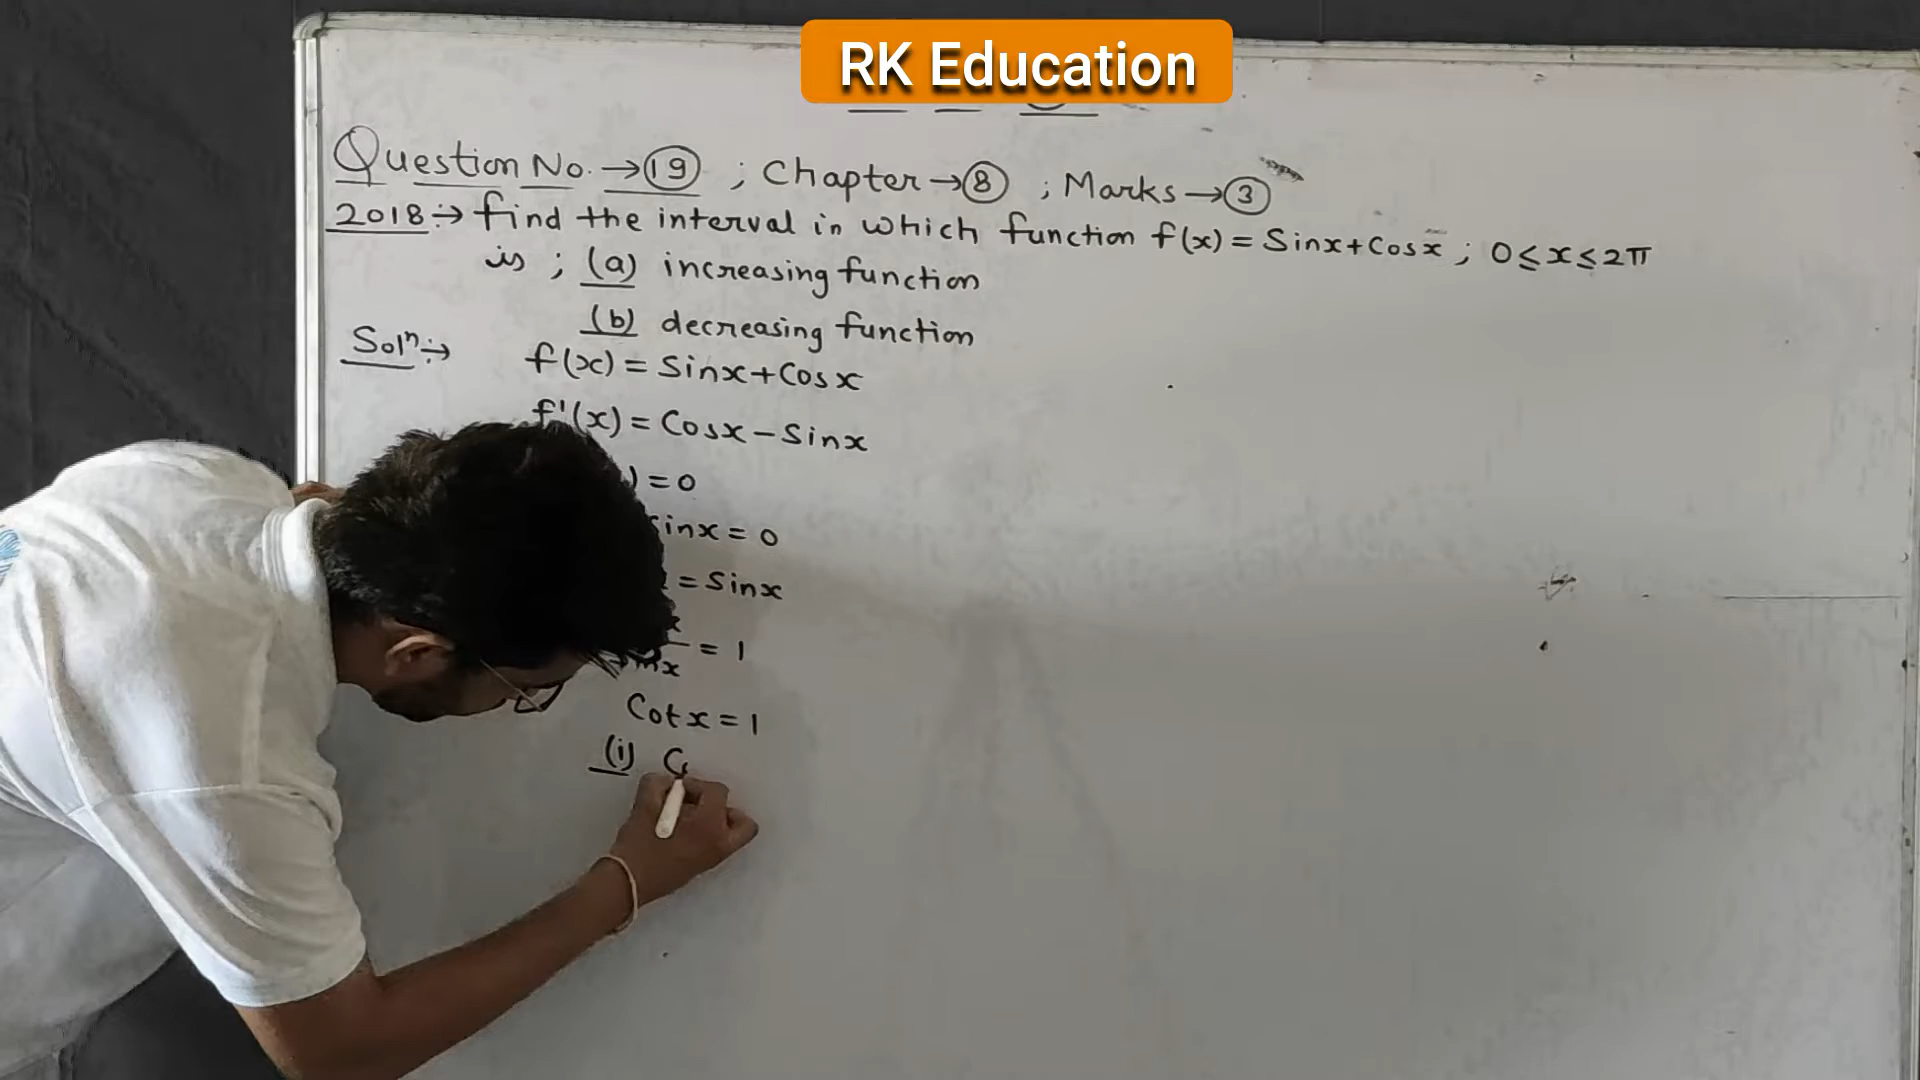 RK Education
Question No. → 19 ; Chapter → 8 ; Marks → 3
2018:→ find the interval in which function f(x) = Sinx+Cosx ; 0≤x≤2π
is ; (a) increasing function
(b) decreasing function
Solⁿ:→ f(x) = Sinx+Cosx
f'(x) = Cosx – Sinx
) = 0
sinx = 0
= Sinx
x = 1
Cotx = 1
(i) C